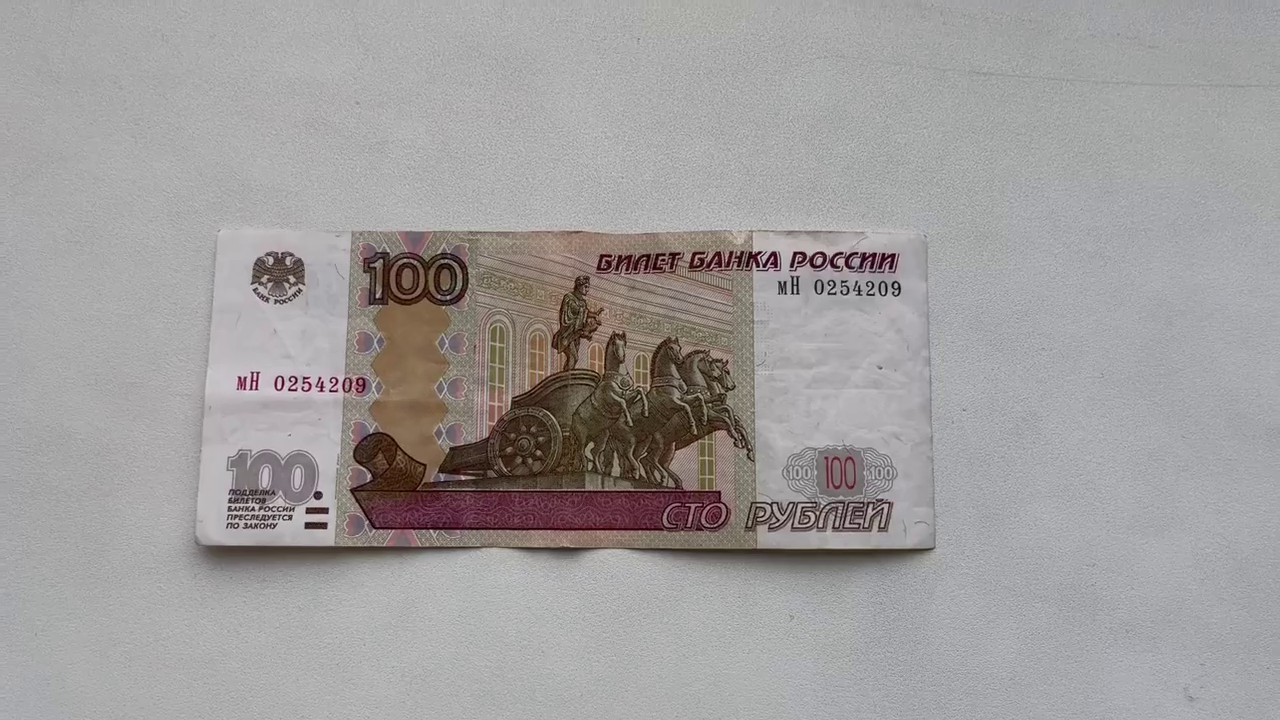 БАНК РОССИИ
100
БИЛЕТ БАНКА РОССИИ
мН 0254209
мН 0254209
100
ПОДДЕЛКА
БИЛЕТОВ
БАНКА РОССИИ
ПРЕСЛЕДУЕТСЯ
ПО ЗАКОНУ
100 100 100
СТО РУБЛЕЙ